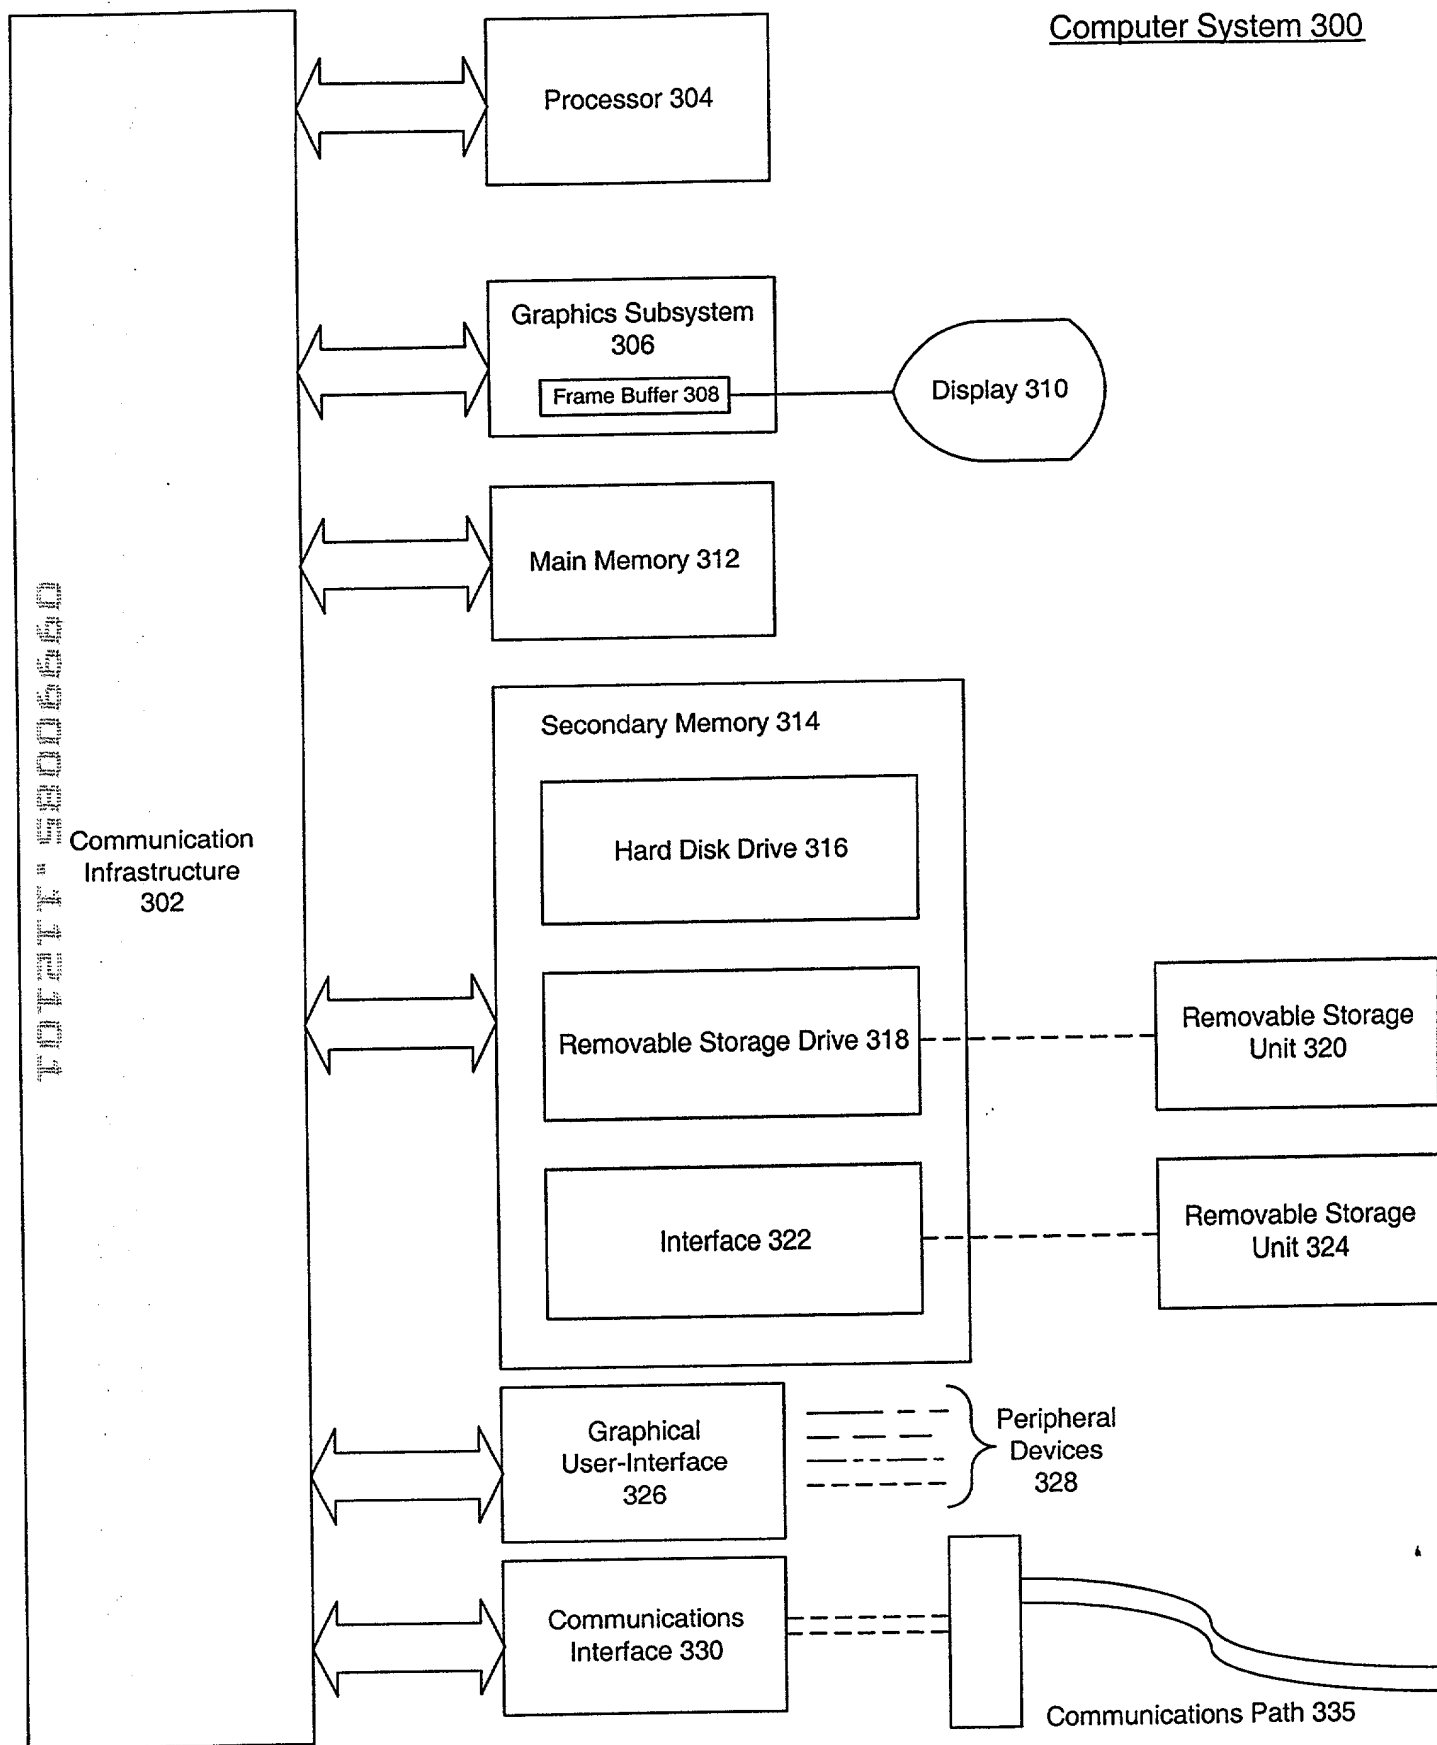 Computer System 300
Processor 304
Graphics Subsystem
306
Frame Buffer 308
Display 310
Main Memory 312
Secondary Memory 314
Hard Disk Drive 316
Communication
Infrastructure
302
Removable Storage Drive 318
Removable Storage
Unit 320
Interface 322
Removable Storage
Unit 324
Graphical
User-Interface
326
Peripheral
Devices
328
Communications
Interface 330
Communications Path 335
09990085.112101